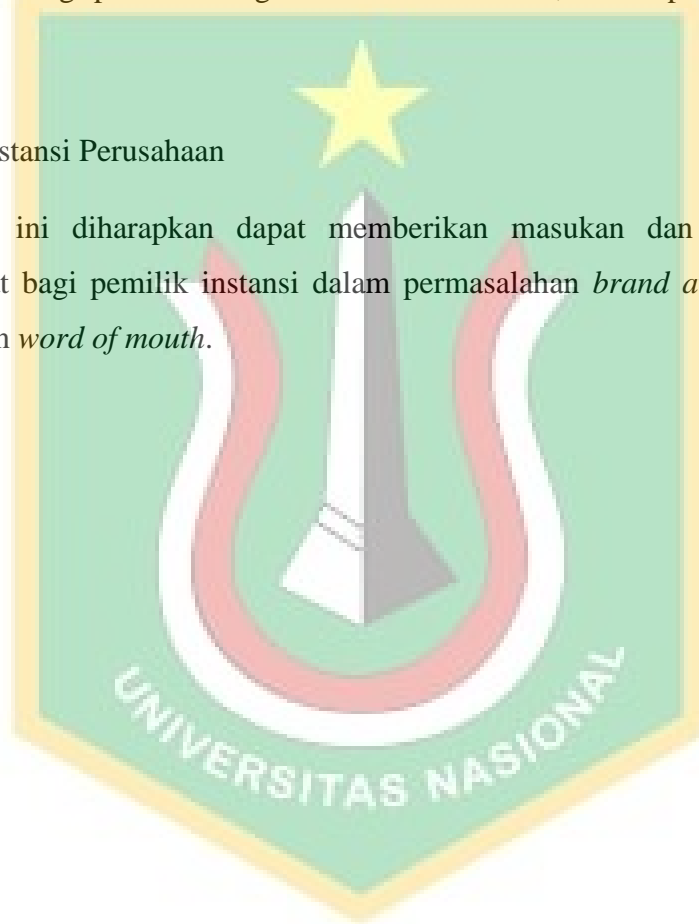 stansi Perusahaan
ini diharapkan dapat memberikan masukan dan
t bagi pemilik instansi dalam permasalahan brand a
n word of mouth.
UNIVERSITAS NASIONAL